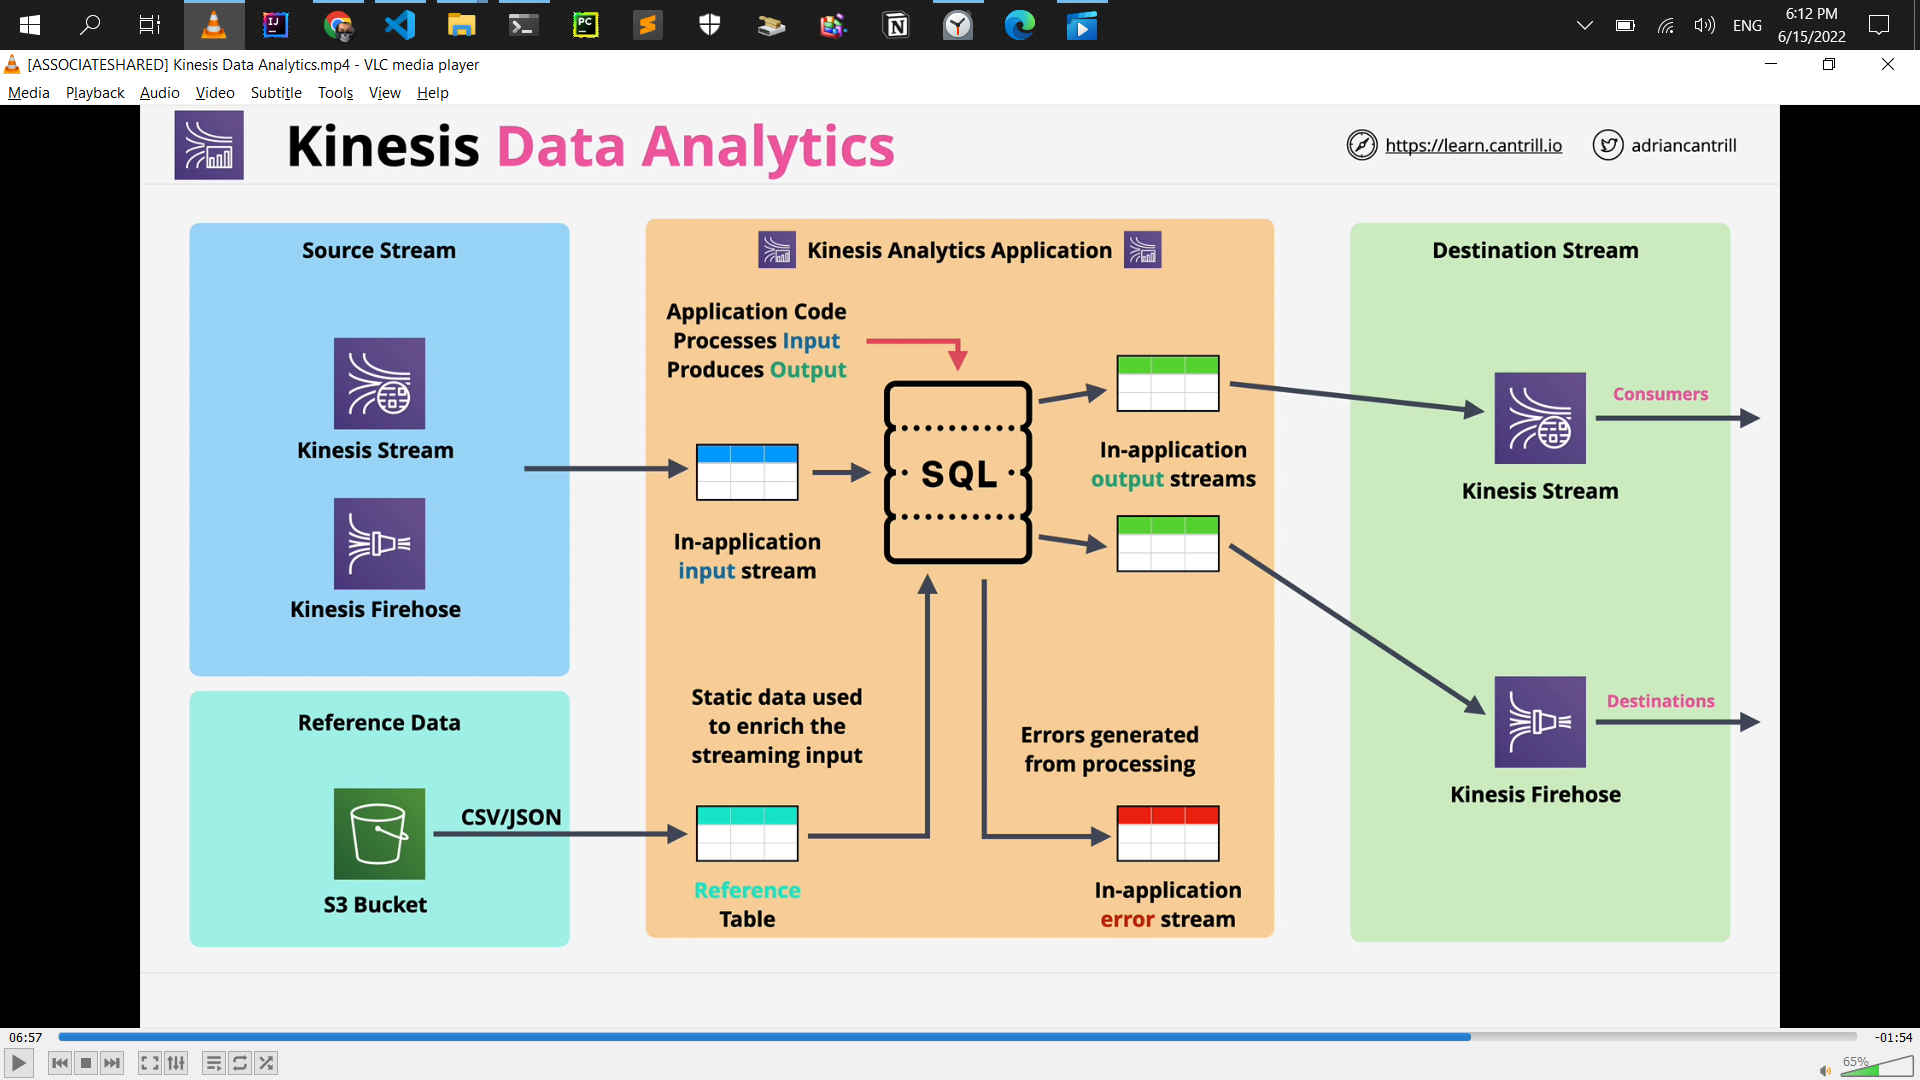 6:12 PM
ENG
6/15/2022
[ASSOCIATESHARED] Kinesis Data Analytics.mp4 - VLC media player
Media Playback Audio Video Subtitle Tools View Help
Kinesis Data Analytics
https://learn.cantrill.io
adriancantrill
Source Stream
Kinesis Stream
Kinesis Firehose
Reference Data
CSV/JSON
S3 Bucket
Kinesis Analytics Application
Application Code
Processes Input
Produces Output
In-application
input stream
SQL
In-application
output streams
Static data used
to enrich the
streaming input
Errors generated
from processing
Reference
Table
In-application
error stream
Destination Stream
Consumers
Kinesis Stream
Destinations
Kinesis Firehose
06:57
-01:54
65%